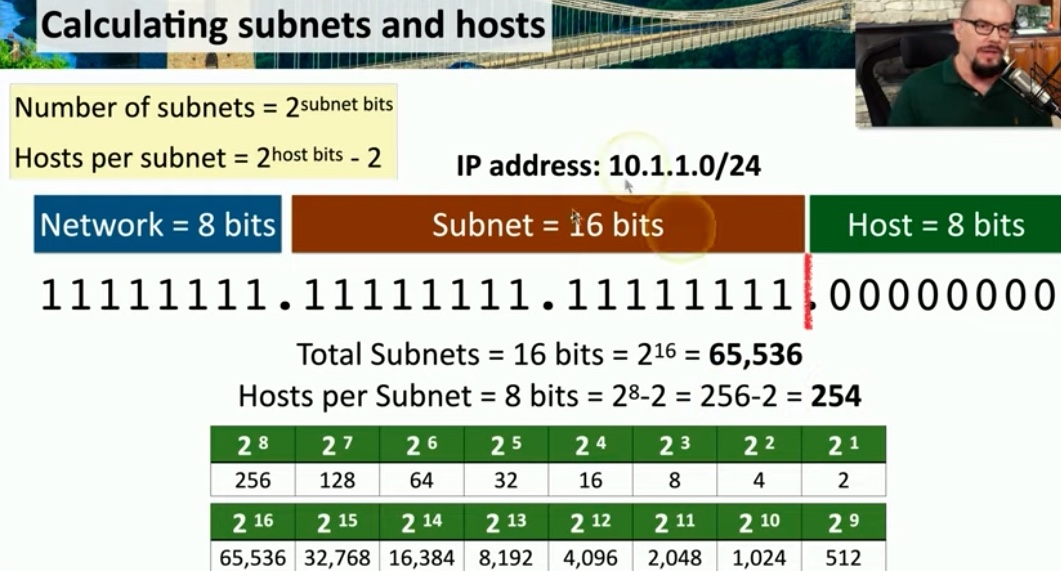 Calculating subnets and hosts
Number of subnets = 2^subnet bits
Hosts per subnet = 2^host bits - 2
IP address: 10.1.1.0/24
Network = 8 bits
Subnet = 16 bits
Host = 8 bits
11111111.11111111.11111111.00000000
Total Subnets = 16 bits = 2^16 = 65,536
Hosts per Subnet = 8 bits = 2^8-2 = 256-2 = 254
2^8 2^7 2^6 2^5 2^4 2^3 2^2 2^1
256 128 64 32 16 8 4 2
2^16 2^15 2^14 2^13 2^12 2^11 2^10 2^9
65,536 32,768 16,384 8,192 4,096 2,048 1,024 512